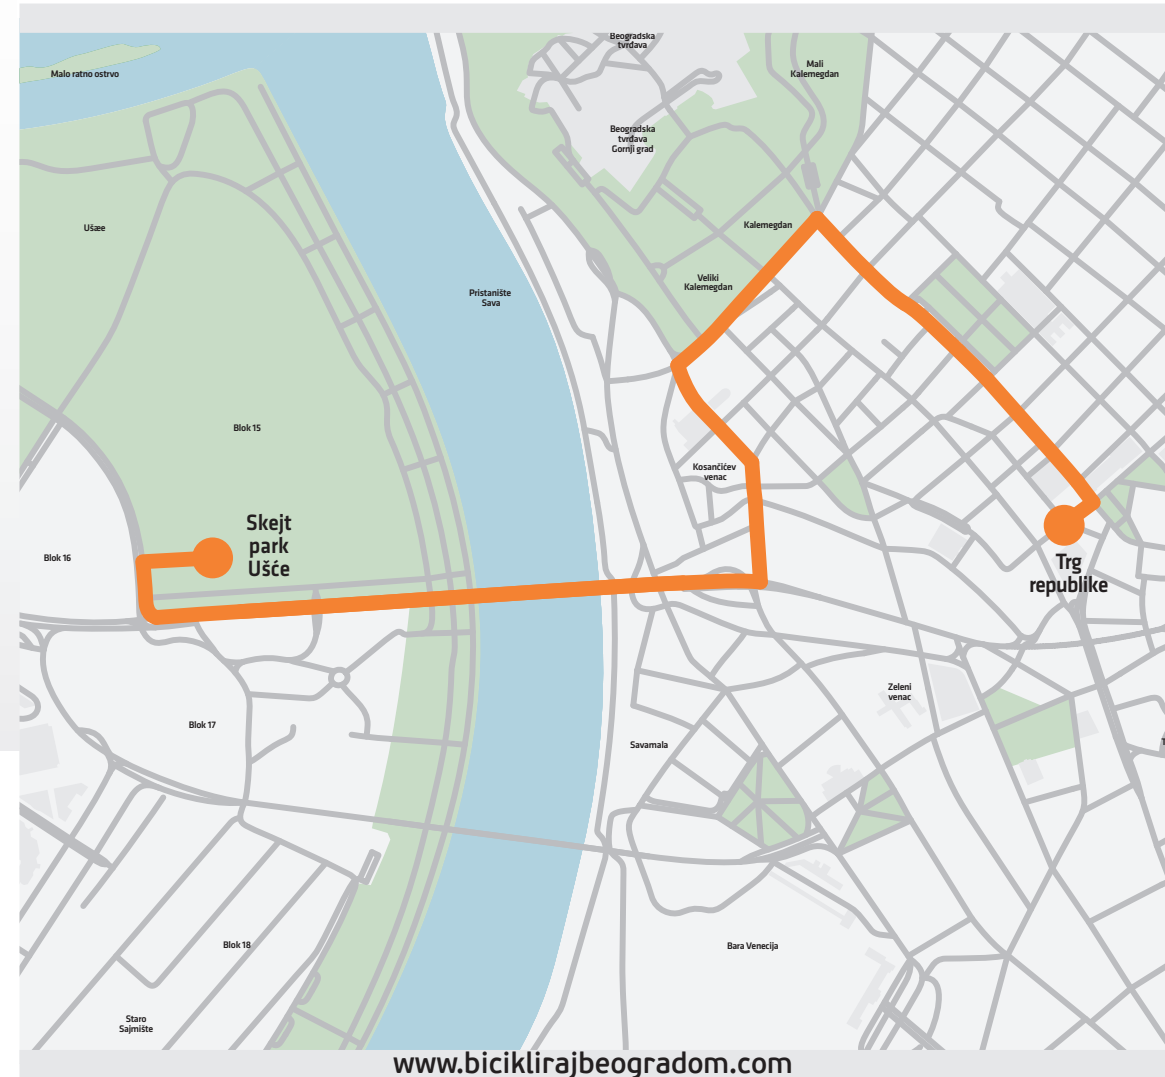 Beogradska
tvrđava
Malo ratno ostrvo
Mali
Kalemegdan
Beogradska
tvrđava
Gornji grad
Ušæe
Kalemegdan
Veliki
Kalemegdan
Pristanište
Sava
Blok 15
Kosančićev
venac
Skejt
park
Ušće
Blok 16
Trg
republike
Zeleni
venac
Blok 17
Savamala
Blok 18
Bara Venecija
Staro
Sajmište
www.biciklirajbeogradom.com